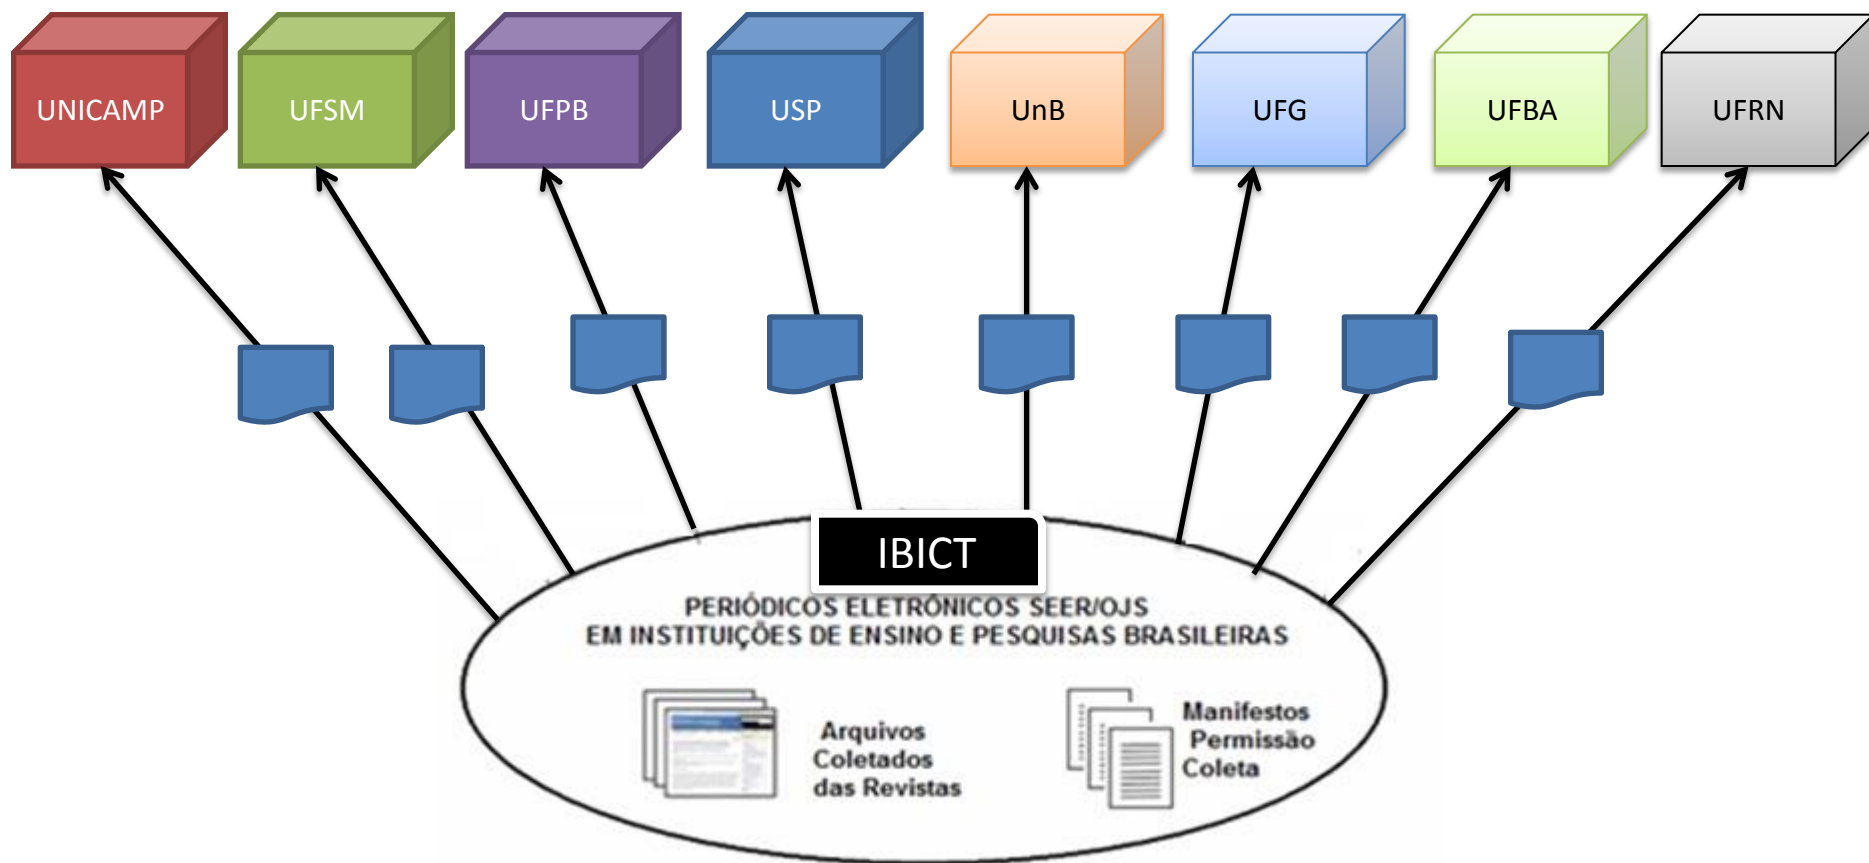 UNICAMP
UFSM
UFPB
USP
UnB
UFG
UFBA
UFRN
IBICT
PERIÓDICOS ELETRÔNICOS SEER/OJS
EM INSTITUIÇÕES DE ENSINO E PESQUISAS BRASILEIRAS
Arquivos
Coletados
das Revistas
Manifestos
Permissão
Coleta